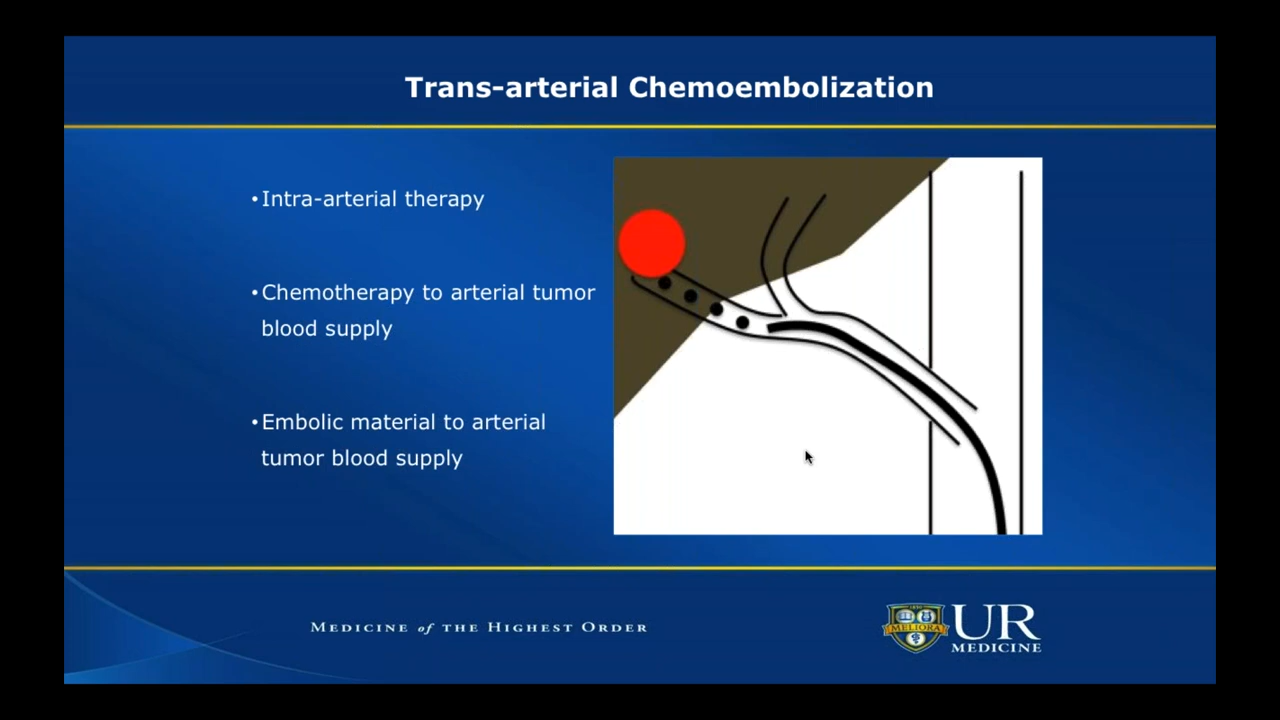 Trans-arterial Chemoembolization
•Intra-arterial therapy
•Chemotherapy to arterial tumor
blood supply
•Embolic material to arterial
tumor blood supply
MEDICINE of THE HIGHEST ORDER
MELIORA
UR
MEDICINE